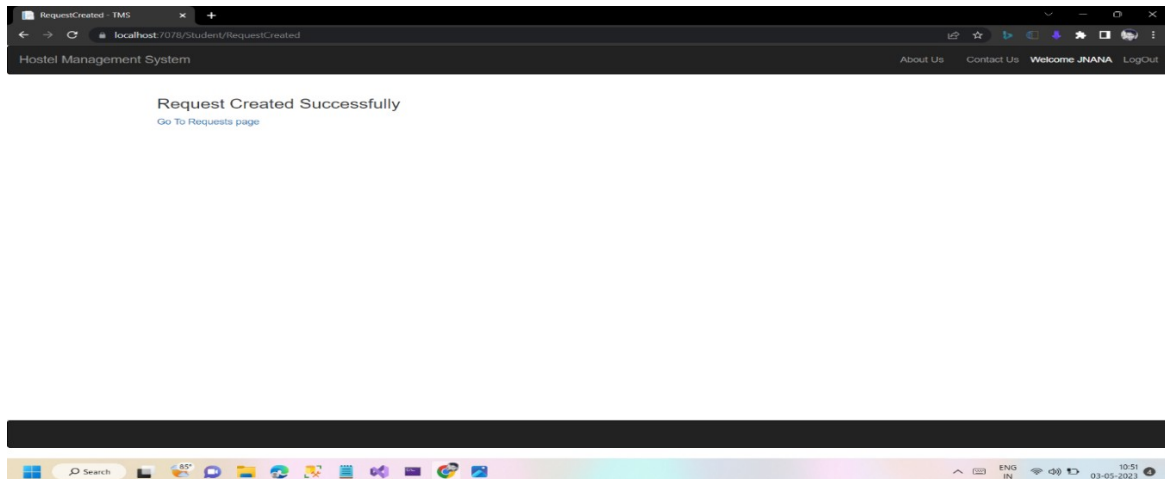 RequestCreated - TMS
localhost:7078/Student/RequestCreated
Hostel Management System About Us Contact Us Welcome JNANA LogOut
Request Created Successfully
Go To Requests page
Search 85° ENG 10:51
IN 03-05-2023 4